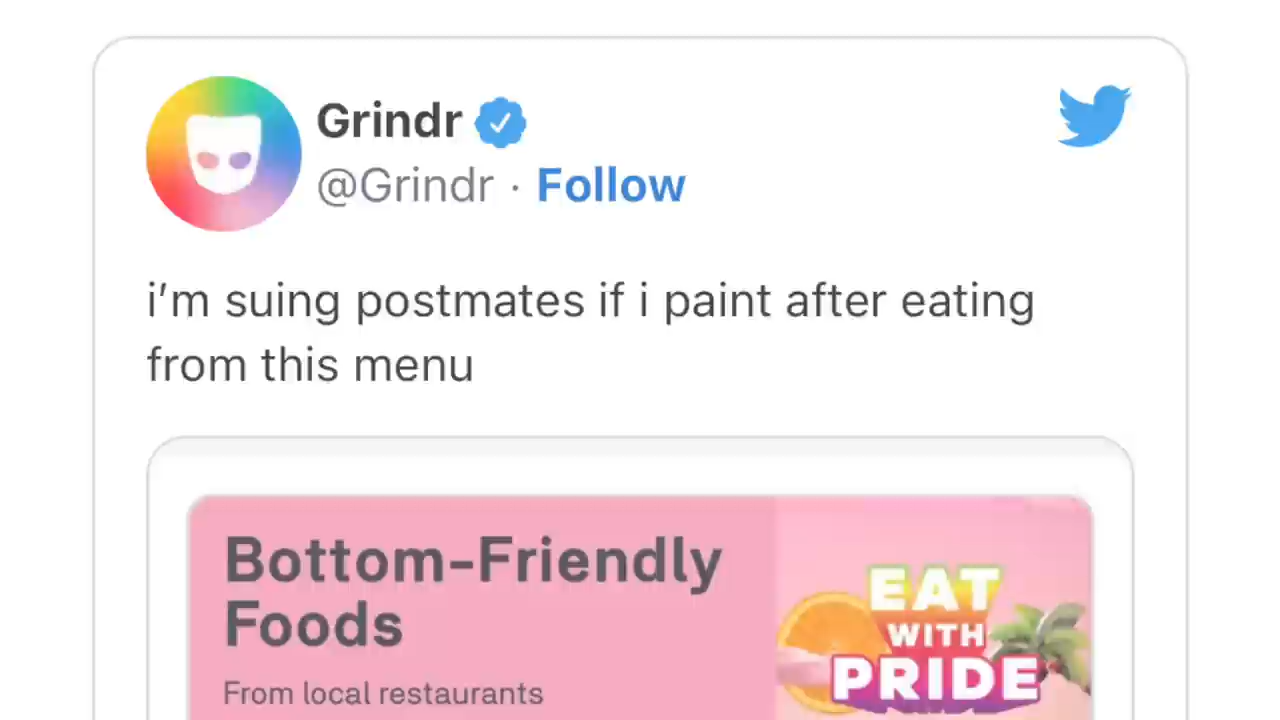 Grindr
@Grindr · Follow
i'm suing postmates if i paint after eating
from this menu
Bottom-Friendly
Foods
From local restaurants
EAT
WITH
PRIDE